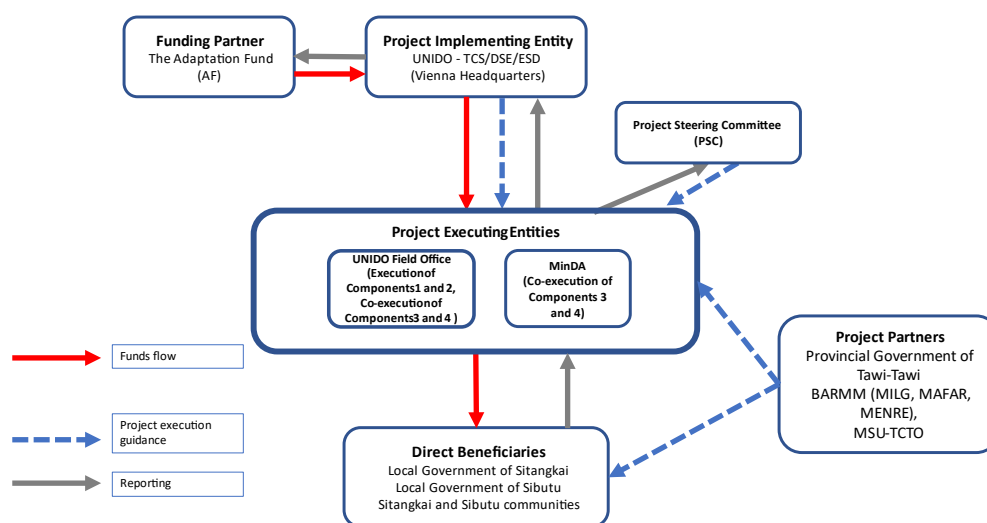 Funding Partner
The Adaptation Fund
(AF)
Project Implementing Entity
UNIDO - TCS/DSE/ESD
(Vienna Headquarters)
Project Steering Committee
(PSC)
Project Executing Entities
UNIDO Field Office
(Executionof
Components1 and 2,
Co-executionof
Components3 and 4 )
MinDA
(Co-execution of
Components 3
and 4)
Project Partners
Provincial Government of
Tawi-Tawi
BARMM (MILG, MAFAR,
MENRE),
MSU-TCTO
Funds flow
Project execution
guidance
Reporting
Direct Beneficiaries
Local Government of Sitangkai
Local Government of Sibutu
Sitangkai and Sibutu communities